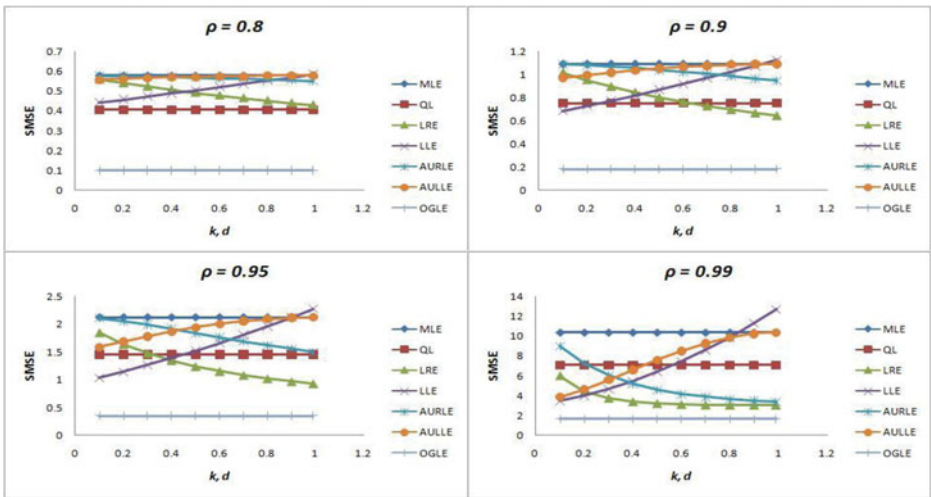 ρ = 0.8
0.7
0.6
0.5
0.4
0.3
0.2
0.1
0
SMSE
0 0.2 0.4 0.6 0.8 1 1.2
k, d
MLE
QL
LRE
LLE
AURLE
AULLE
OGLE
ρ = 0.9
1.2
1
0.8
0.6
0.4
0.2
0
SMSE
0 0.2 0.4 0.6 0.8 1 1.2
k, d
MLE
QL
LRE
LLE
AURLE
AULLE
OGLE
ρ = 0.95
2.5
2
1.5
1
0.5
0
SMSE
0 0.2 0.4 0.6 0.8 1 1.2
k, d
MLE
QL
LRE
LLE
AURLE
AULLE
OGLE
ρ = 0.99
14
12
10
8
6
4
2
0
SMSE
0 0.2 0.4 0.6 0.8 1 1.2
k, d
MLE
QL
LRE
LLE
AURLE
AULLE
OGLE